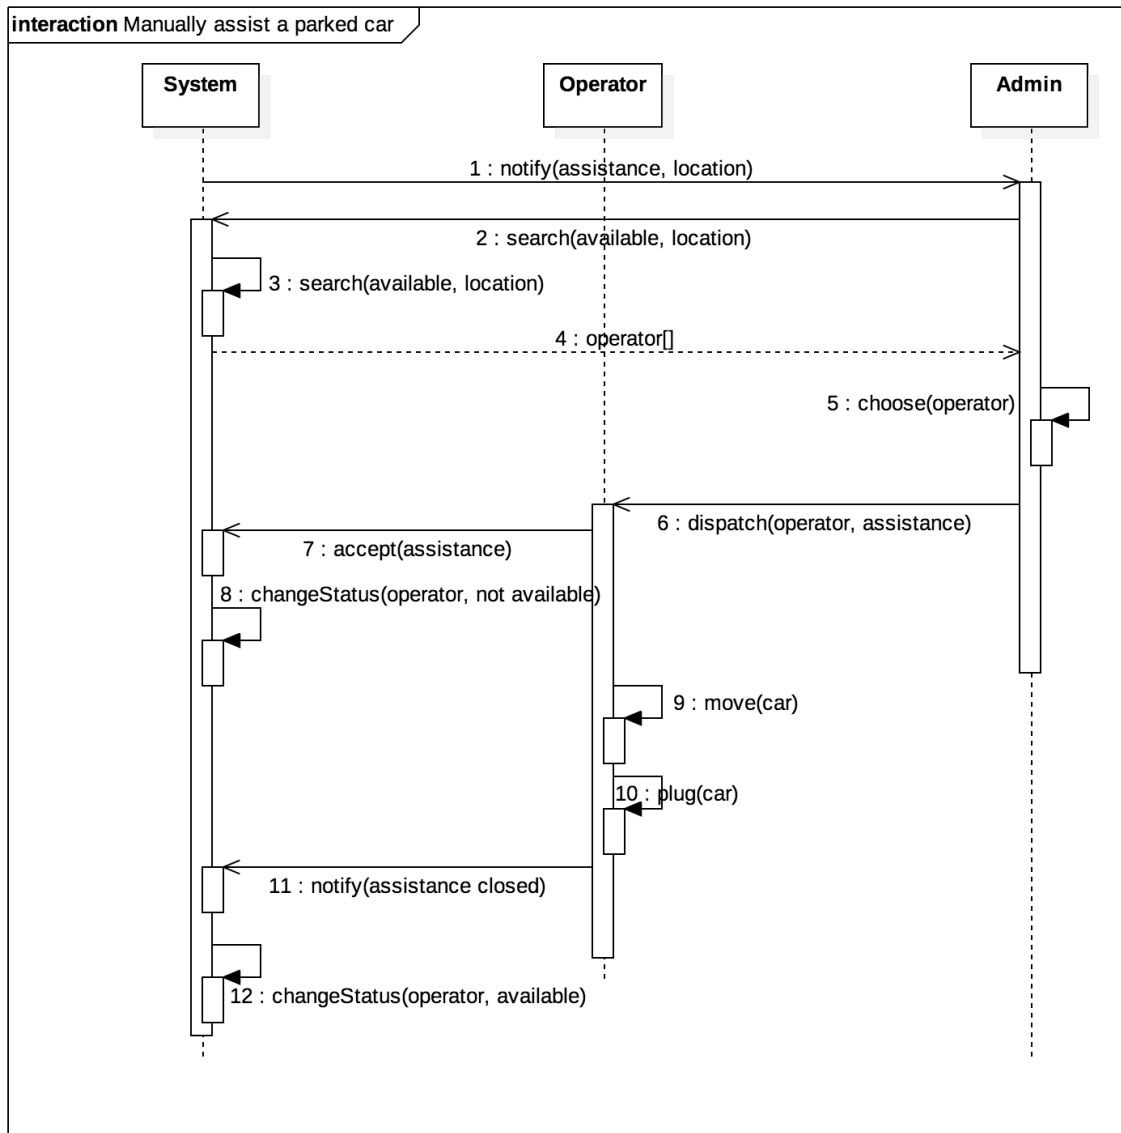 interaction Manually assist a parked car
System
Operator
Admin
1 : notify(assistance, location)
2 : search(available, location)
3 : search(available, location)
4 : operator[]
5 : choose(operator)
6 : dispatch(operator, assistance)
7 : accept(assistance)
8 : changeStatus(operator, not available)
9 : move(car)
10 : plug(car)
11 : notify(assistance closed)
12 : changeStatus(operator, available)